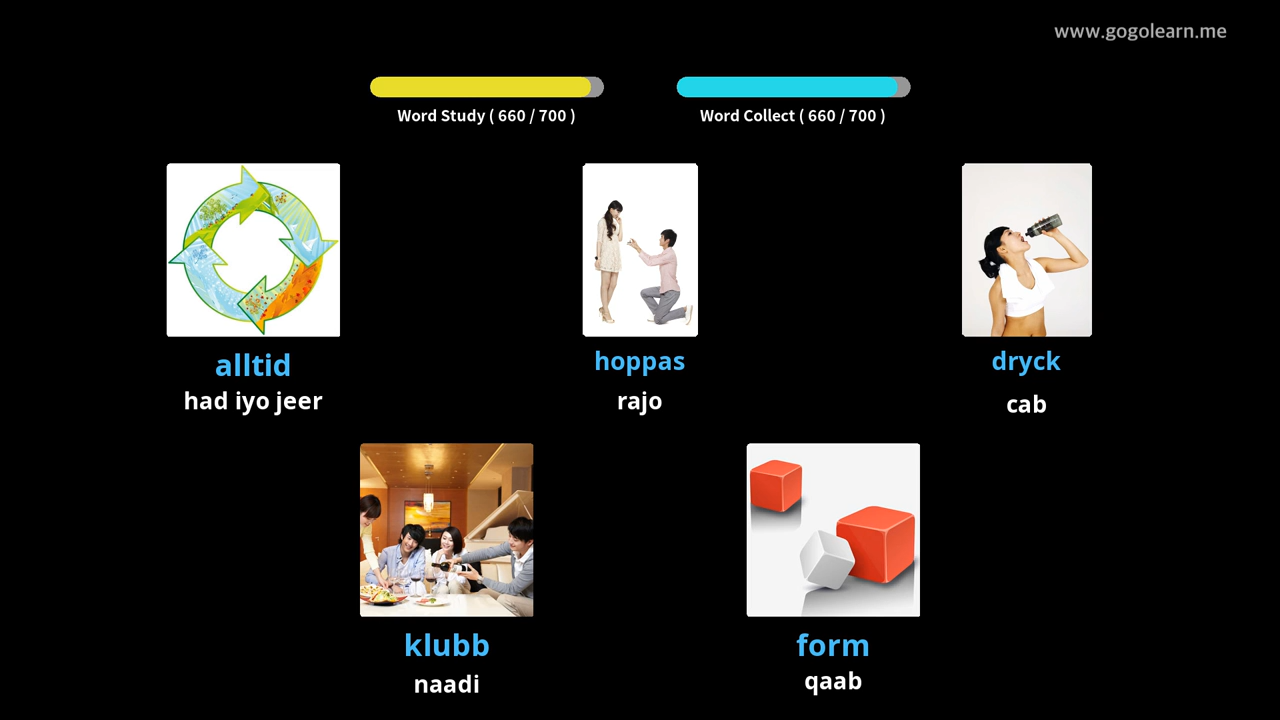 www.gogolearn.me
Word Study ( 660 / 700 )
Word Collect ( 660 / 700 )
alltid
had iyo jeer
hoppas
rajo
dryck
cab
klubb
naadi
form
qaab